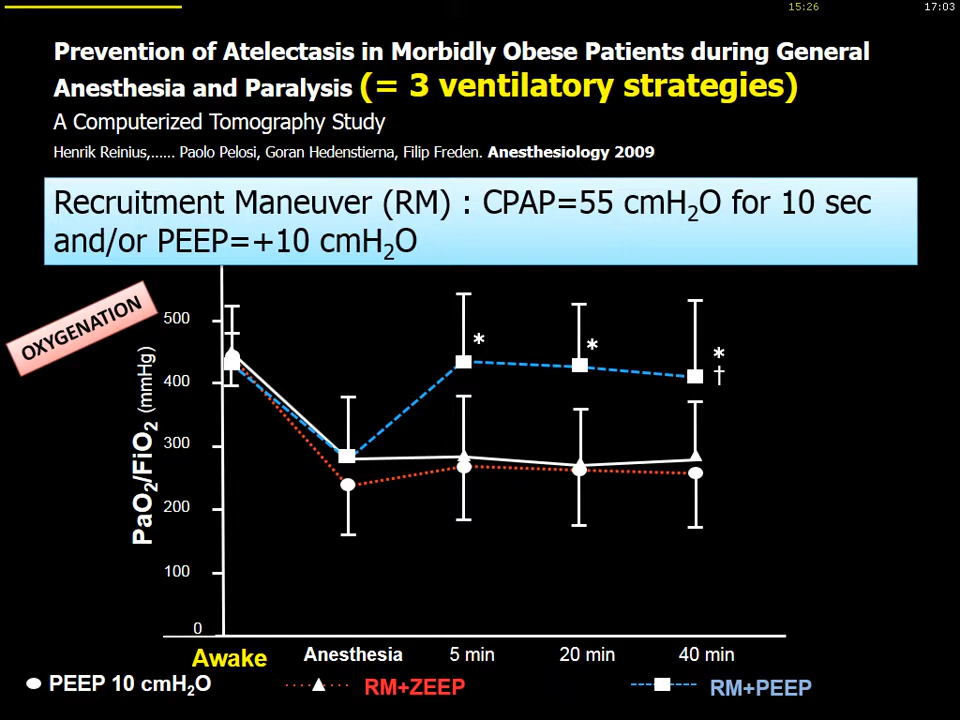 15:26
17:03
Prevention of Atelectasis in Morbidly Obese Patients during General
Anesthesia and Paralysis (= 3 ventilatory strategies)
A Computerized Tomography Study
Henrik Reinius,...... Paolo Pelosi, Goran Hedenstierna, Filip Freden. Anesthesiology 2009
Recruitment Maneuver (RM) : CPAP=55 cmH₂O for 10 sec
and/or PEEP=+10 cmH₂O
OXYGENATION
PaO₂/FiO₂ (mmHg)
500
400
300
200
100
0
*
*
*
†
Awake
Anesthesia
5 min
20 min
40 min
PEEP 10 cmH₂O
RM+ZEEP
RM+PEEP